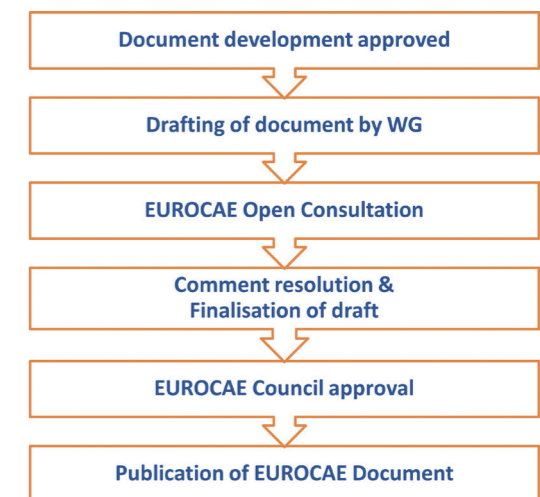 Document development approved
Drafting of document by WG
EUROCAE Open Consultation
Comment resolution &
Finalisation of draft
EUROCAE Council approval
Publication of EUROCAE Document